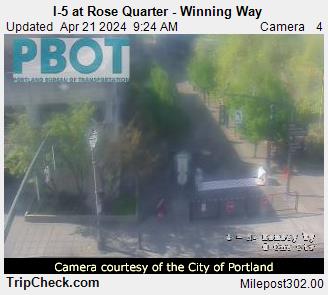 I-5 at Rose Quarter - Winning Way
Updated Apr 21 2024 9:24 AM Camera 4
PBOT
PORTLAND BUREAU OF TRANSPORTATION
Camera courtesy of the City of Portland
TripCheck.com Milepost302.00